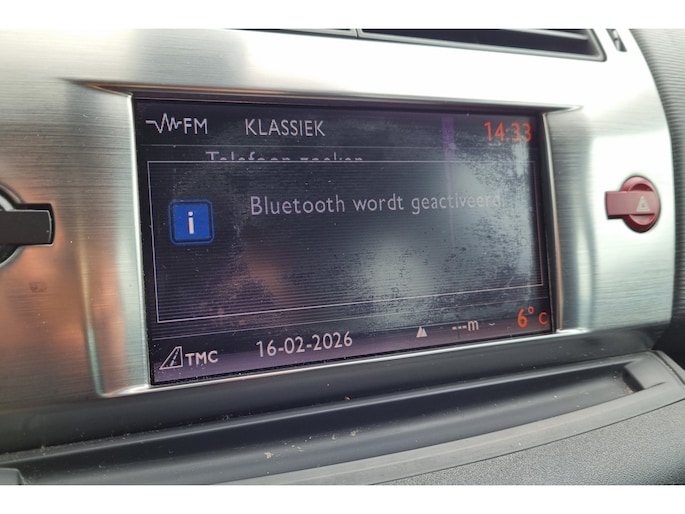 FM KLASSIEK 14:33
Telefoon zoeken
i Bluetooth wordt geactiveerd
TMC 16-02-2026 ---m 6° C